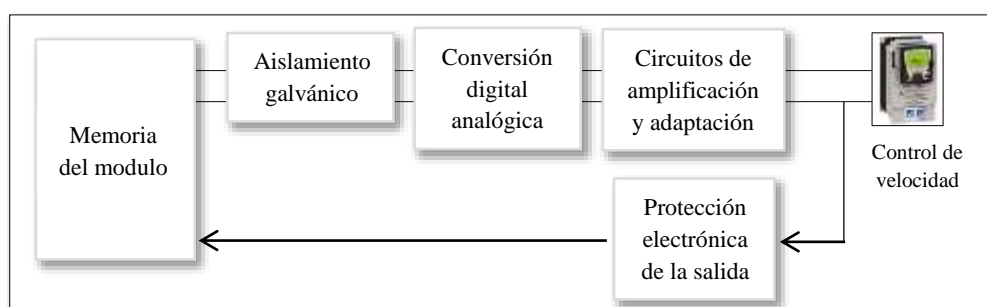 Memoria
del modulo
Aislamiento
galvánico
Conversión
digital
analógica
Circuitos de
amplificación
y adaptación
Control de
velocidad
Protección
electrónica
de la salida